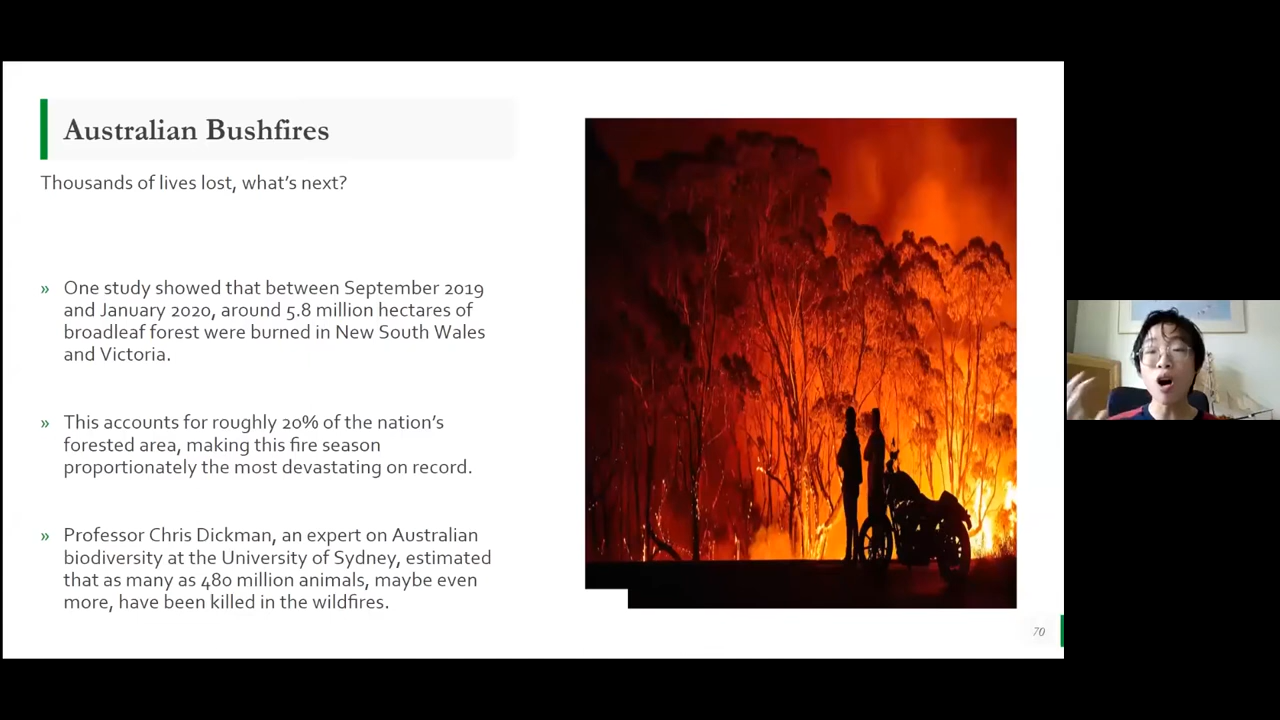 Australian Bushfires
Thousands of lives lost, what's next?
» One study showed that between September 2019
and January 2020, around 5.8 million hectares of
broadleaf forest were burned in New South Wales
and Victoria.
» This accounts for roughly 20% of the nation's
forested area, making this fire season
proportionately the most devastating on record.
» Professor Chris Dickman, an expert on Australian
biodiversity at the University of Sydney, estimated
that as many as 480 million animals, maybe even
more, have been killed in the wildfires.
70